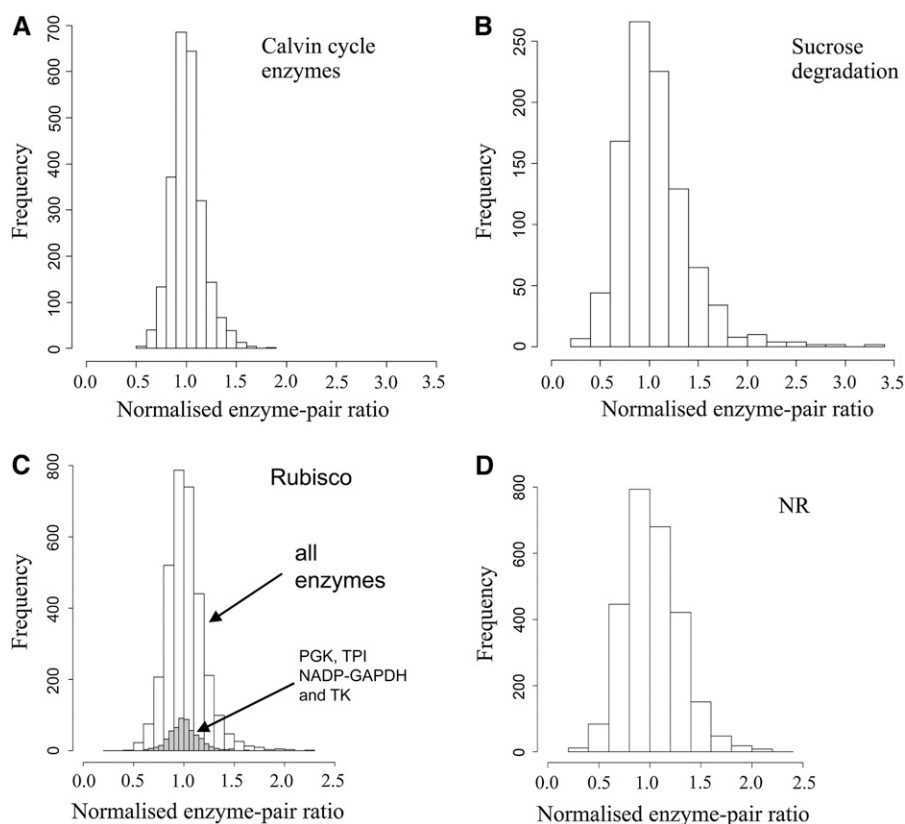 A
Calvin cycle
enzymes
Frequency
0 100 200 300 400 500 600 700
0.0 0.5 1.0 1.5 2.0 2.5 3.0 3.5
Normalised enzyme-pair ratio
B
Sucrose
degradation
Frequency
0 50 100 150 200 250
0.0 0.5 1.0 1.5 2.0 2.5 3.0 3.5
Normalised enzyme-pair ratio
C
Rubisco
all
enzymes
PGK, TPI
NADP-GAPDH
and TK
Frequency
0 200 400 600 800
0.0 0.5 1.0 1.5 2.0 2.5
Normalised enzyme-pair ratio
D
NR
Frequency
0 200 400 600 800
0.0 0.5 1.0 1.5 2.0 2.5
Normalised enzyme-pair ratio